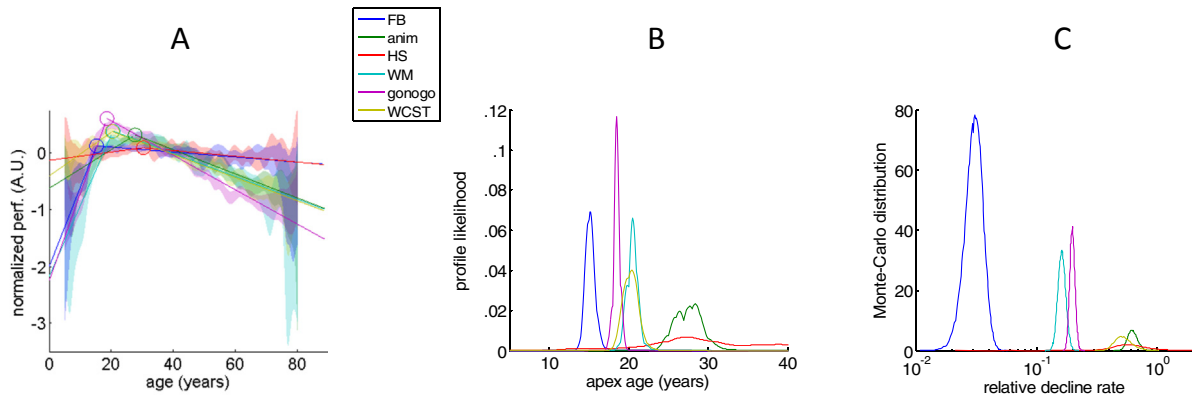 A
B
C
FB
anim
HS
WM
gonogo
WCST
normalized perf. (A.U.)
0
-1
-2
-3
0
20
40
60
80
age (years)
profile likelihood
.12
.1
.08
.06
.04
.02
0
10
20
30
40
apex age (years)
Monte-Carlo distribution
80
60
40
20
0
10^-2
10^-1
10^0
relative decline rate